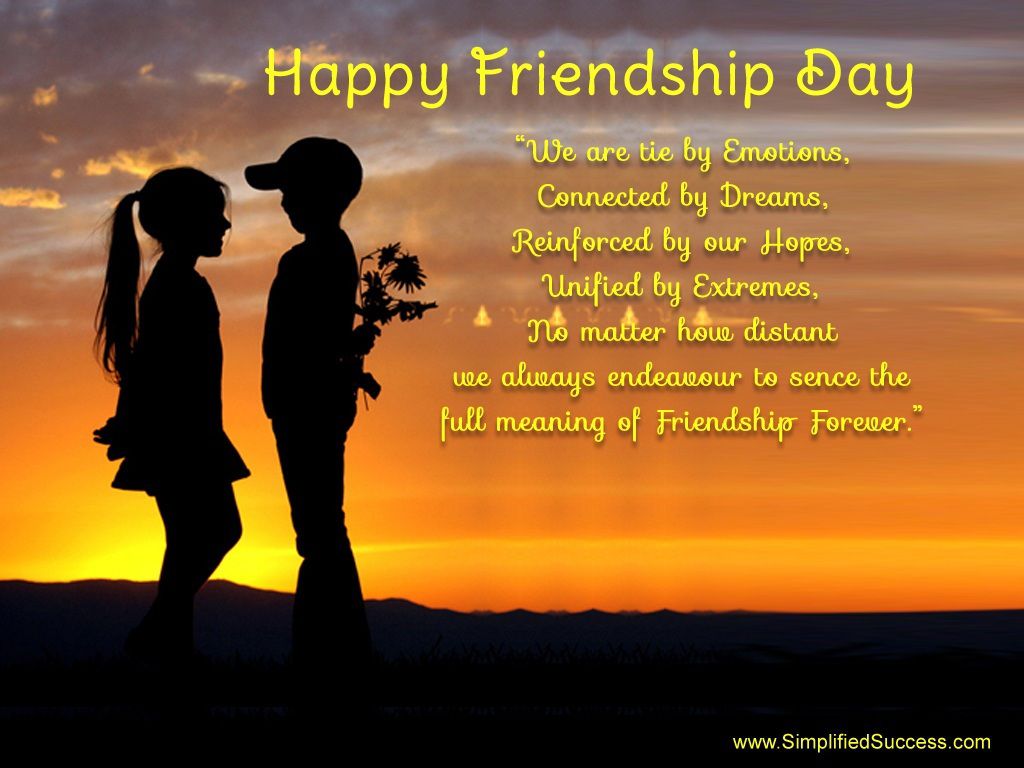 Happy Friendship Day
“We are tie by Emotions,
Connected by Dreams,
Reinforced by our Hopes,
Unified by Extremes,
No matter how distant
we always endeavour to sence the
full meaning of Friendship Forever.”
www.SimplifiedSuccess.com